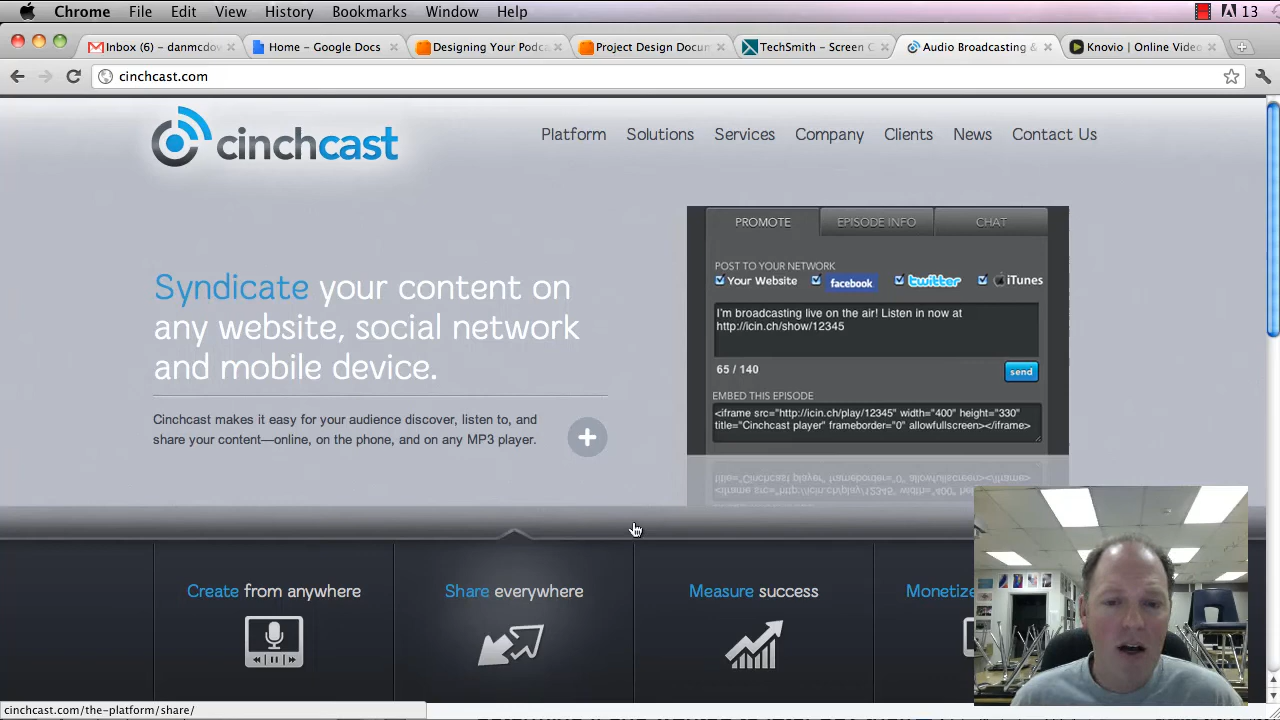 Chrome File Edit View History Bookmarks Window Help 13
Inbox (6) – danmcdov Home – Google Docs Designing Your Podca Project Design Docum TechSmith – Screen C Audio Broadcasting & Knovio | Online Video
cinchcast.com
cinchcast
Platform Solutions Services Company Clients News Contact Us
PROMOTE EPISODE INFO CHAT
POST TO YOUR NETWORK
Your Website facebook twitter iTunes
Syndicate your content on
any website, social network
and mobile device.
I'm broadcasting live on the air! Listen in now at
http://icin.ch/show/12345
65 / 140
send
EMBED THIS EPISODE
<iframe src="http://icin.ch/play/12345" width="400" height="330"
title="Cinchcast player" frameborder="0" allowfullscreen></iframe>
Cinchcast makes it easy for your audience discover, listen to, and
share your content—online, on the phone, and on any MP3 player.
Create from anywhere
Share everywhere
Measure success
Monetize
cinchcast.com/the-platform/share/